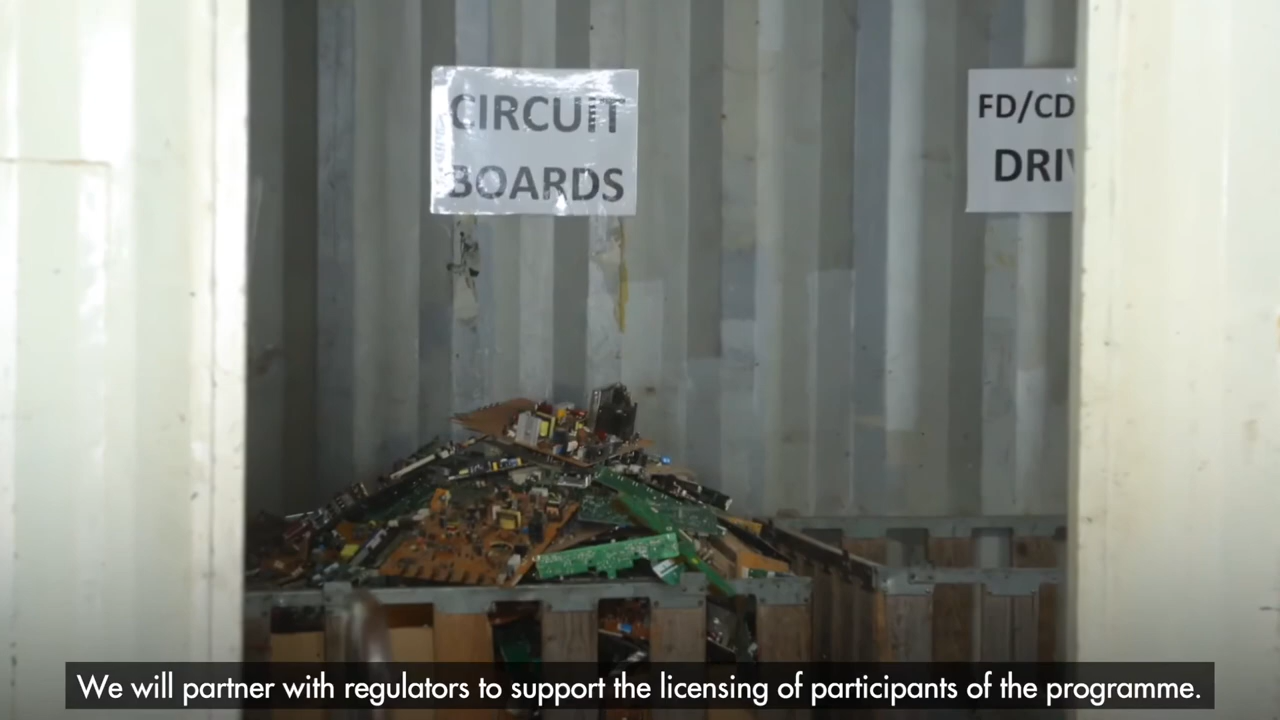 CIRCUIT
BOARDS
FD/CD
We will partner with regulators to support the licensing of participants of the programme.